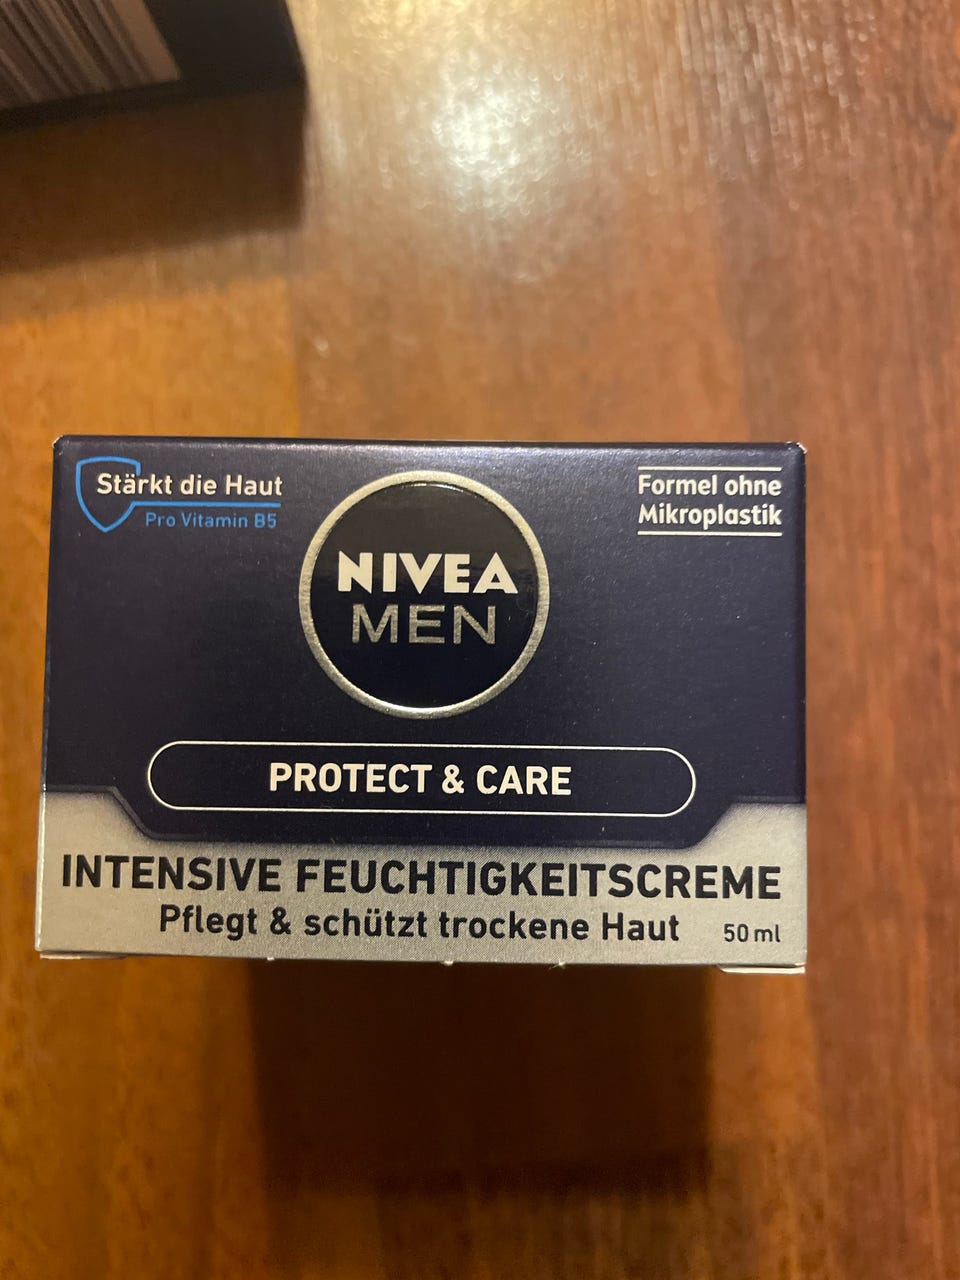 Stärkt die Haut
Pro Vitamin B5
Formel ohne
Mikroplastik
NIVEA
MEN
PROTECT & CARE
INTENSIVE FEUCHTIGKEITSCREME
Pflegt & schützt trockene Haut
50 ml